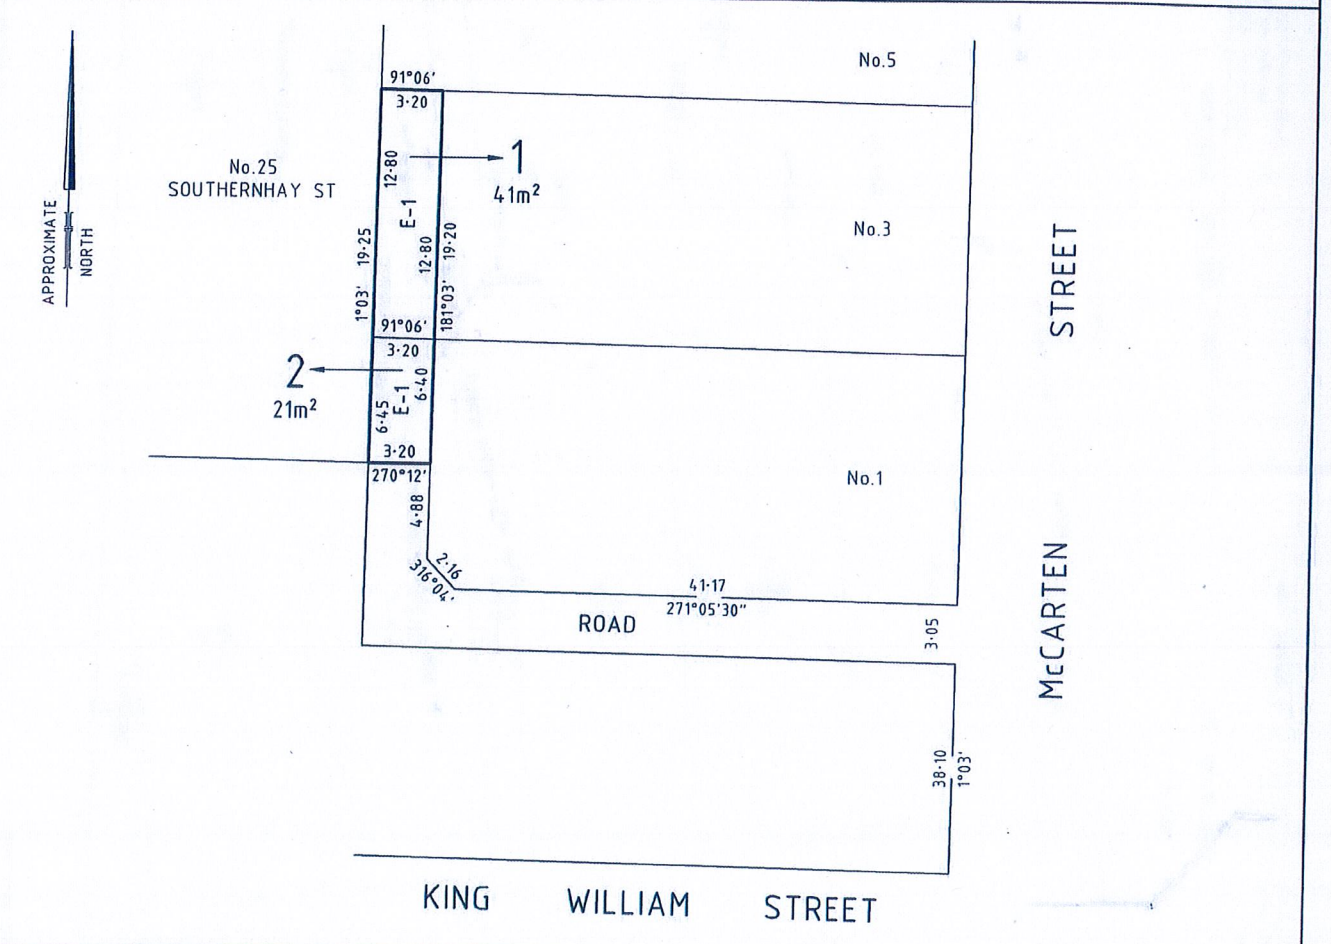 No.5
91°06'
3·20
1
12·80
No.25
SOUTHERNHAY ST
41m²
E-1
APPROXIMATE
NORTH
No.3
19·25
12·80
19·20
STREET
1°03'
181°03'
91°06'
3·20
2
6·40
21m²
6·45
E-1
3·20
270°12'
No.1
4·88
2·16
316°04'
41·17
271°05'30"
ROAD
3·05
McCARTEN
38·10
1°03'
KING WILLIAM STREET